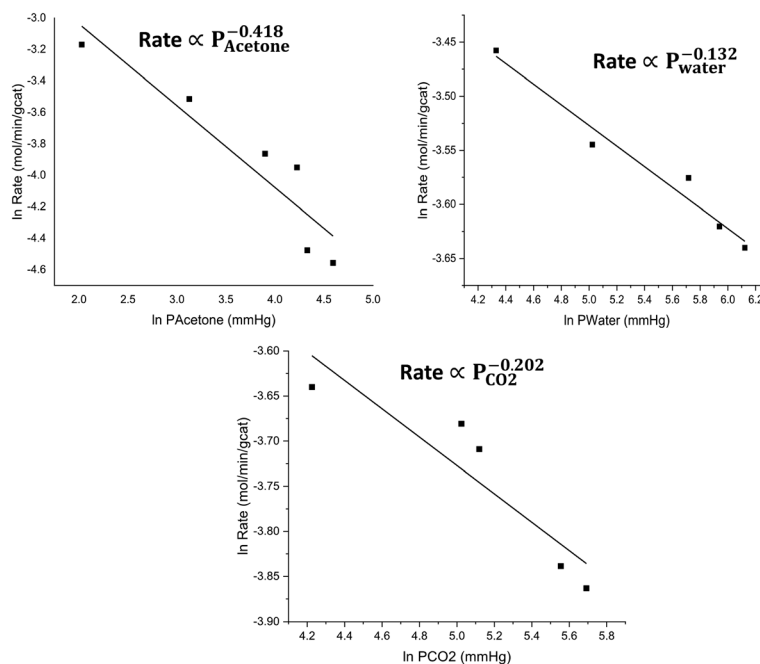 Rate ∝ P_Acetone^−0.418
-3.0
-3.2
-3.4
-3.6
-3.8
-4.0
-4.2
-4.4
-4.6
ln Rate (mol/min/gcat)
2.0 2.5 3.0 3.5 4.0 4.5 5.0
ln PAcetone (mmHg)
Rate ∝ P_water^−0.132
-3.45
-3.50
-3.55
-3.60
-3.65
ln Rate (mol/min/gcat)
4.2 4.4 4.6 4.8 5.0 5.2 5.4 5.6 5.8 6.0 6.2
ln PWater (mmHg)
Rate ∝ P_CO2^−0.202
-3.60
-3.65
-3.70
-3.75
-3.80
-3.85
-3.90
ln Rate (mol/min/gcat)
4.2 4.4 4.6 4.8 5.0 5.2 5.4 5.6 5.8
ln PCO2 (mmHg)